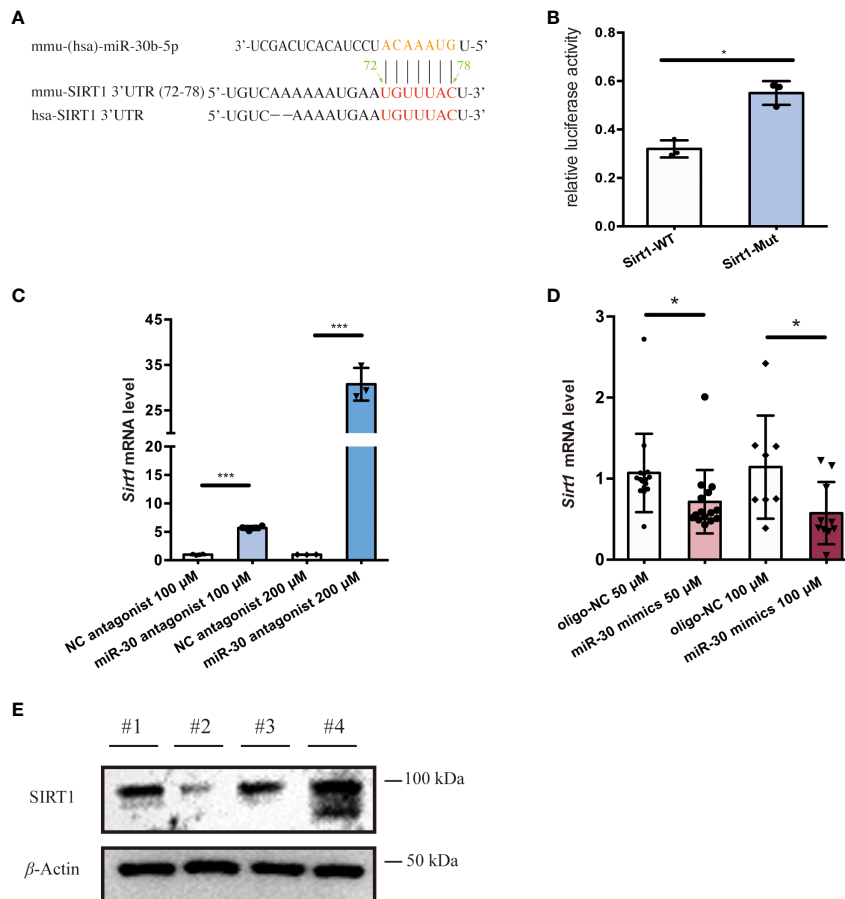 A
mmu-(hsa)-miR-30b-5p 3'-UCGACUCACAUCCUACAAAUGU-5'
72 78
mmu-SIRT1 3'UTR (72-78) 5'-UGUCAAAAAAUGAAUGUUUACU-3'
hsa-SIRT1 3'UTR 5'-UGUC−−AAAAUGAAUGUUUACU-3'
B
relative luciferase activity
0.8
0.6
0.4
0.2
0.0
*
Sirt1-WT
Sirt1-Mut
C
Sirt1 mRNA level
45
35
25
20
15
10
5
0
***
***
NC antagonist 100 μM
miR-30 antagonist 100 μM
NC antagonist 200 μM
miR-30 antagonist 200 μM
D
Sirt1 mRNA level
3
2
1
0
*
*
oligo-NC 50 μM
miR-30 mimics 50 μM
oligo-NC 100 μM
miR-30 mimics 100 μM
E
#1 #2 #3 #4
SIRT1
100 kDa
β-Actin
50 kDa